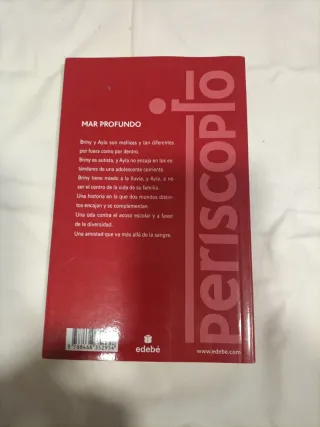 MAR PROFUNDO
Briny y Ayla son mellizas y tan diferentes
por fuera como por dentro.
Briny es autista, y Ayla no encaja en los es-
tándares de una adolescente corriente.
Briny tiene miedo a la lluvia, y Ayla, a no
ser el centro de la vida de su familia.
Una historia en la que dos mundos distin-
tos encajan y se complementan.
Una oda contra el acoso escolar y a favor
de la diversidad.
Una amistad que va más allá de la sangre.
periscopio
edebé
www.edebe.com